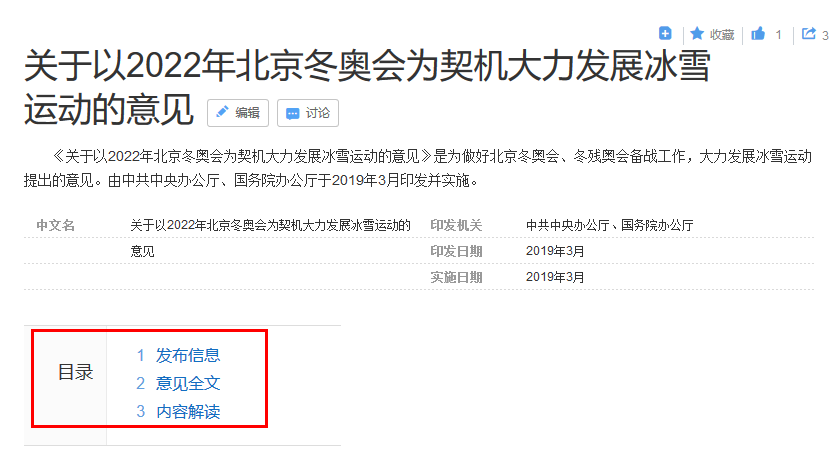 收藏 1 3
关于以2022年北京冬奥会为契机大力发展冰雪
运动的意见 编辑 讨论
《关于以2022年北京冬奥会为契机大力发展冰雪运动的意见》是为做好北京冬奥会、冬残奥会备战工作，大力发展冰雪运动
提出的意见。由中共中央办公厅、国务院办公厅于2019年3月印发并实施。
中文名 关于以2022年北京冬奥会为契机大力发展冰雪运动的 印发机关 中共中央办公厅、国务院办公厅
意见 印发日期 2019年3月
实施日期 2019年3月
目录
1 发布信息
2 意见全文
3 内容解读